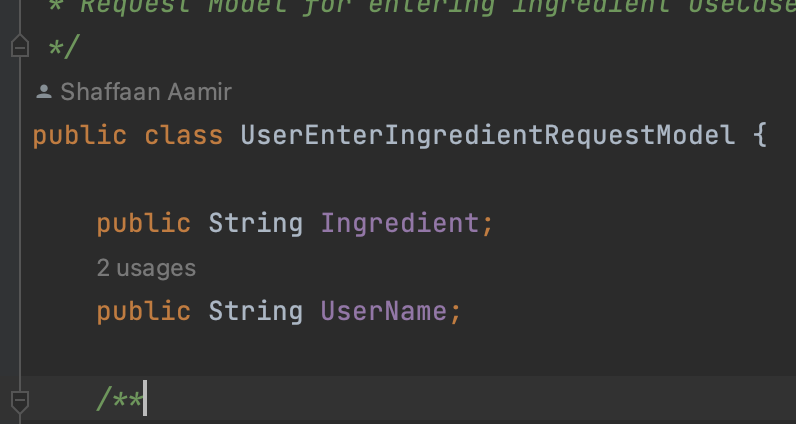 * Request Model for entering ingredient UseCase
*/
Shaffaan Aamir
public class UserEnterIngredientRequestModel {
public String Ingredient;
2 usages
public String UserName;
/**